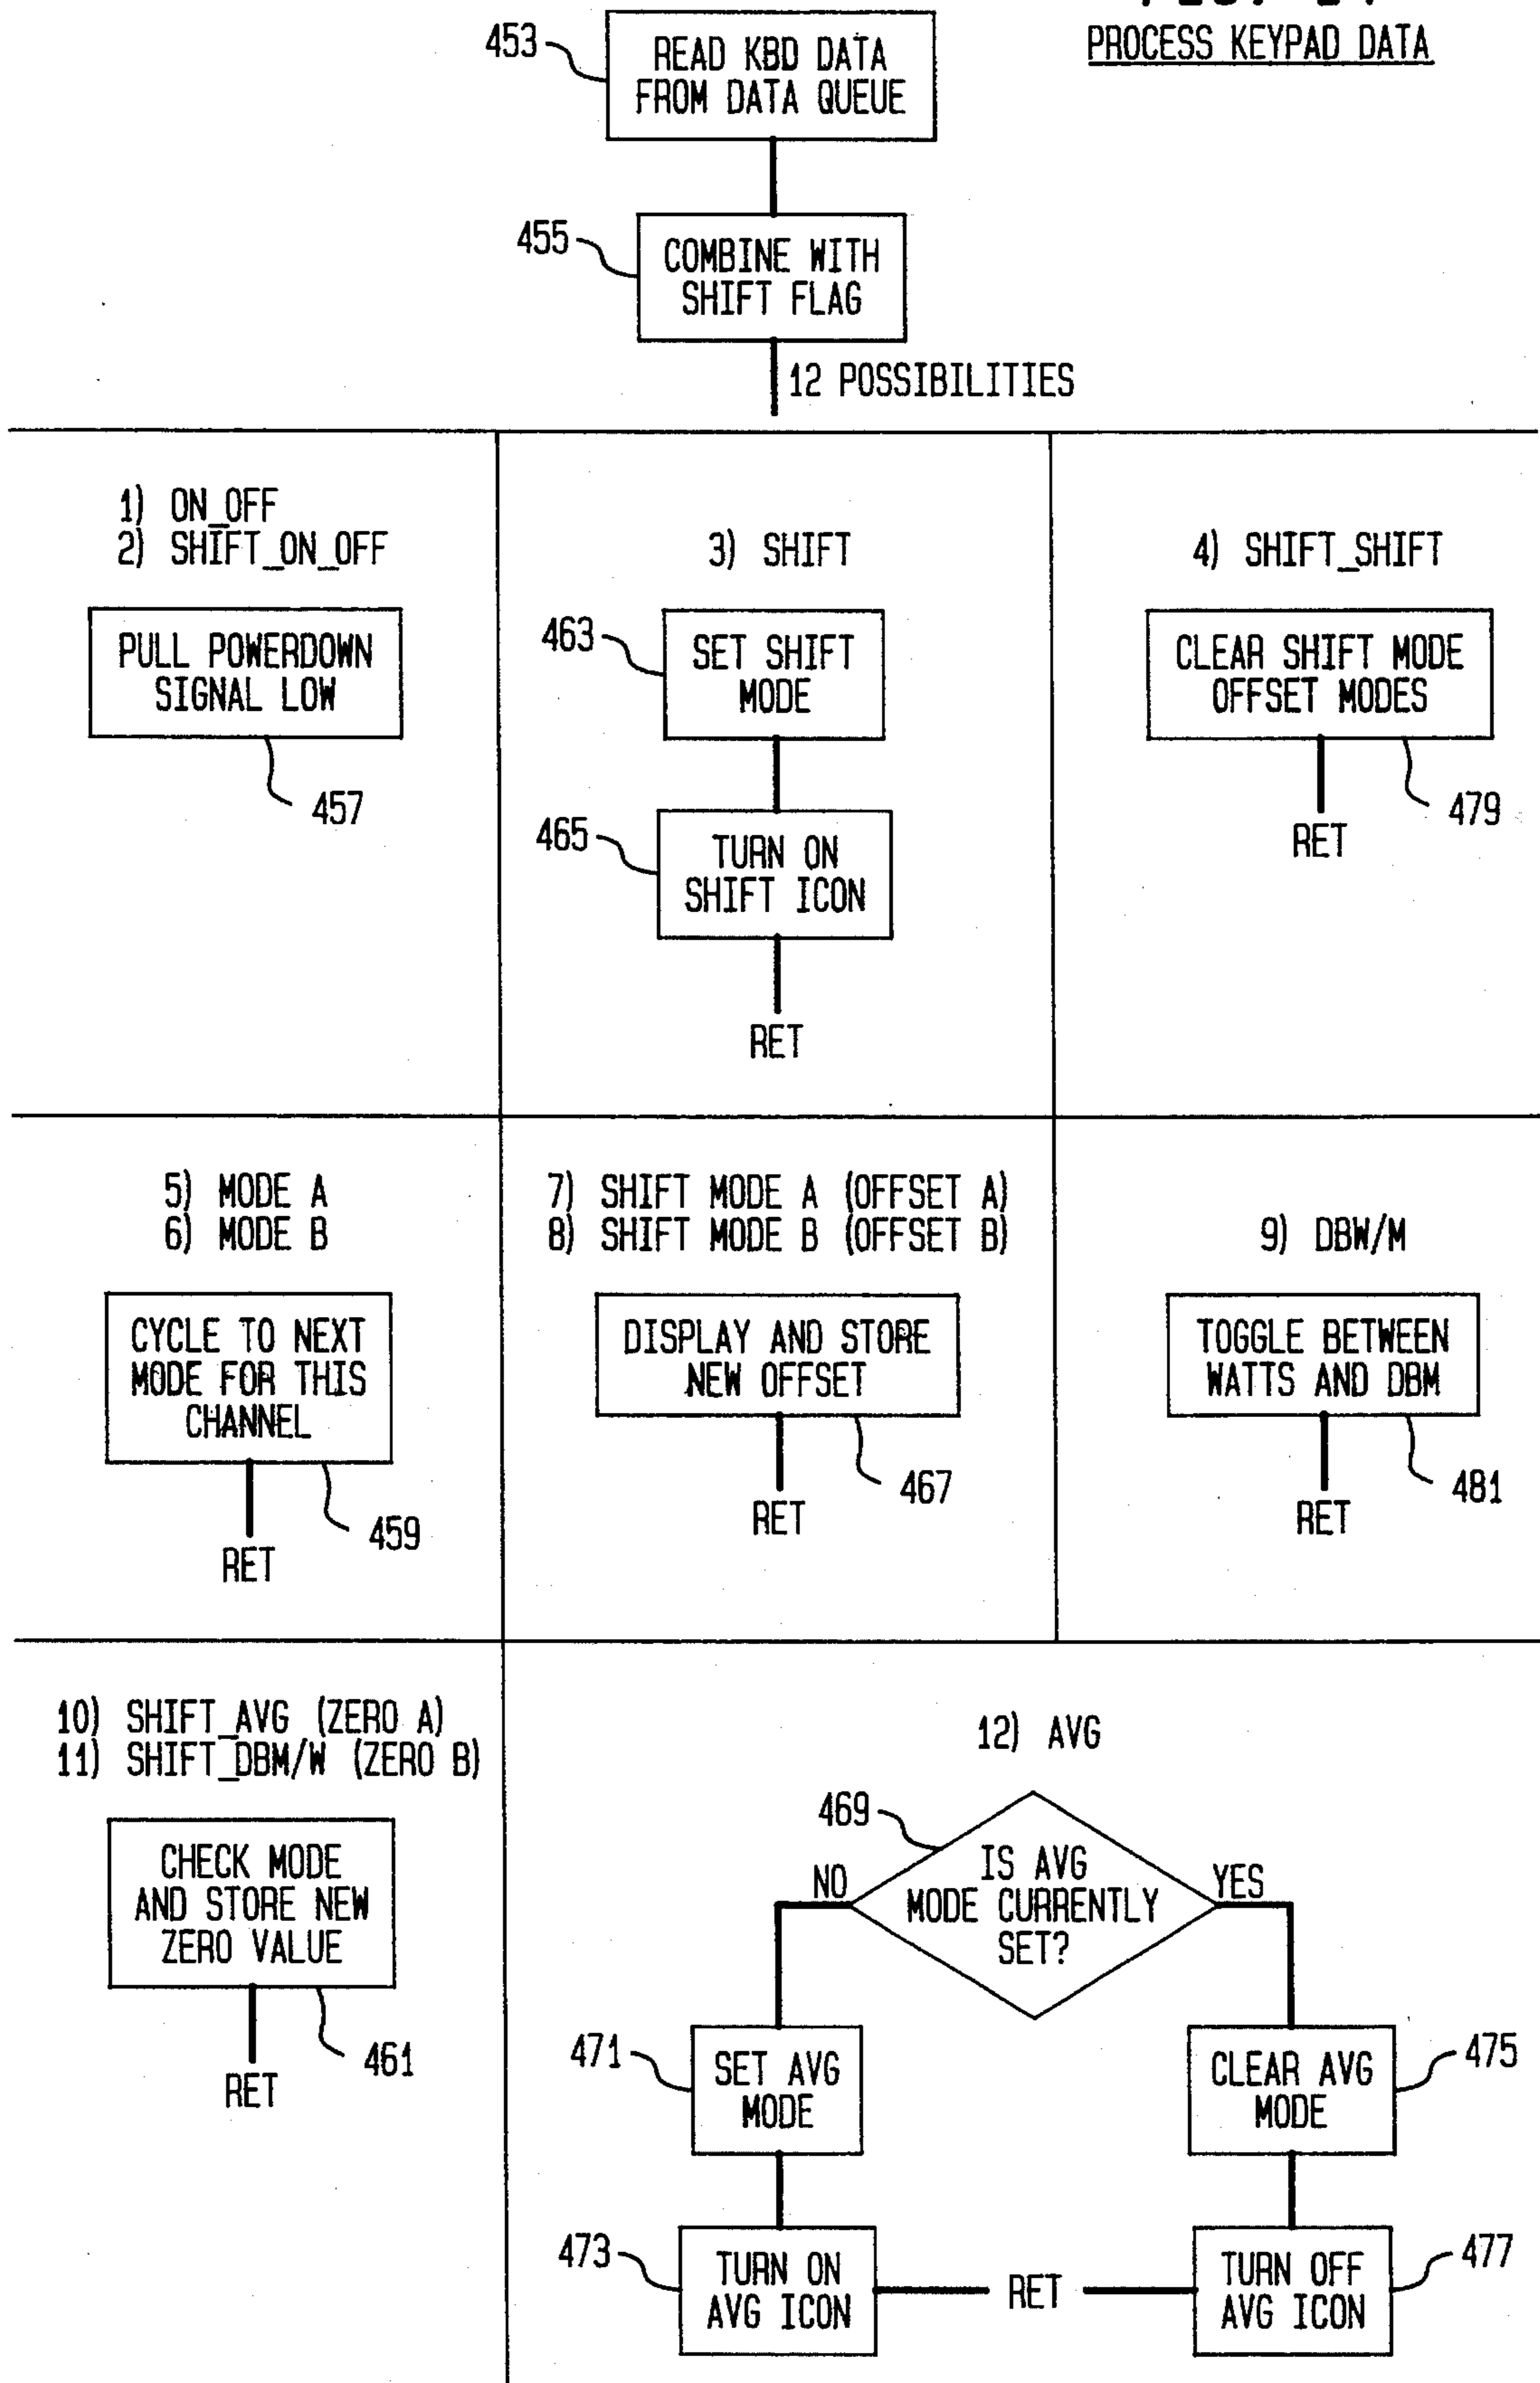 PROCESS KEYPAD DATA
453
READ KBD DATA
FROM DATA QUEUE
455
COMBINE WITH
SHIFT FLAG
12 POSSIBILITIES
1) ON_OFF
2) SHIFT_ON_OFF
PULL POWERDOWN
SIGNAL LOW
457
3) SHIFT
463
SET SHIFT
MODE
465
TURN ON
SHIFT ICON
RET
4) SHIFT_SHIFT
CLEAR SHIFT MODE
OFFSET MODES
479
RET
5) MODE A
6) MODE B
CYCLE TO NEXT
MODE FOR THIS
CHANNEL
459
RET
7) SHIFT MODE A (OFFSET A)
8) SHIFT MODE B (OFFSET B)
DISPLAY AND STORE
NEW OFFSET
467
RET
9) DBW/M
TOGGLE BETWEEN
WATTS AND DBM
481
RET
10) SHIFT_AVG (ZERO A)
11) SHIFT_DBM/W (ZERO B)
CHECK MODE
AND STORE NEW
ZERO VALUE
461
RET
12) AVG
469
IS AVG
MODE CURRENTLY
SET?
NO
YES
471
SET AVG
MODE
CLEAR AVG
MODE
475
473
TURN ON
AVG ICON
RET
TURN OFF
AVG ICON
477